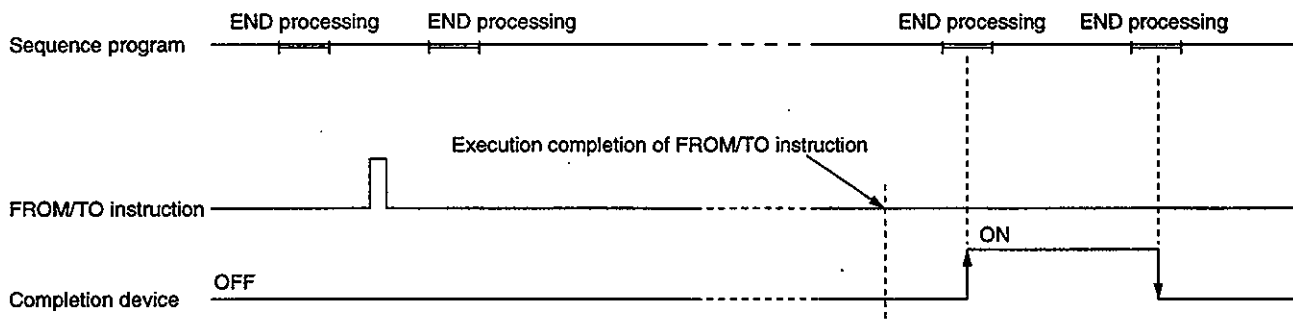 END processing END processing END processing END processing
Sequence program
Execution completion of FROM/TO instruction
FROM/TO instruction
ON
OFF
Completion device